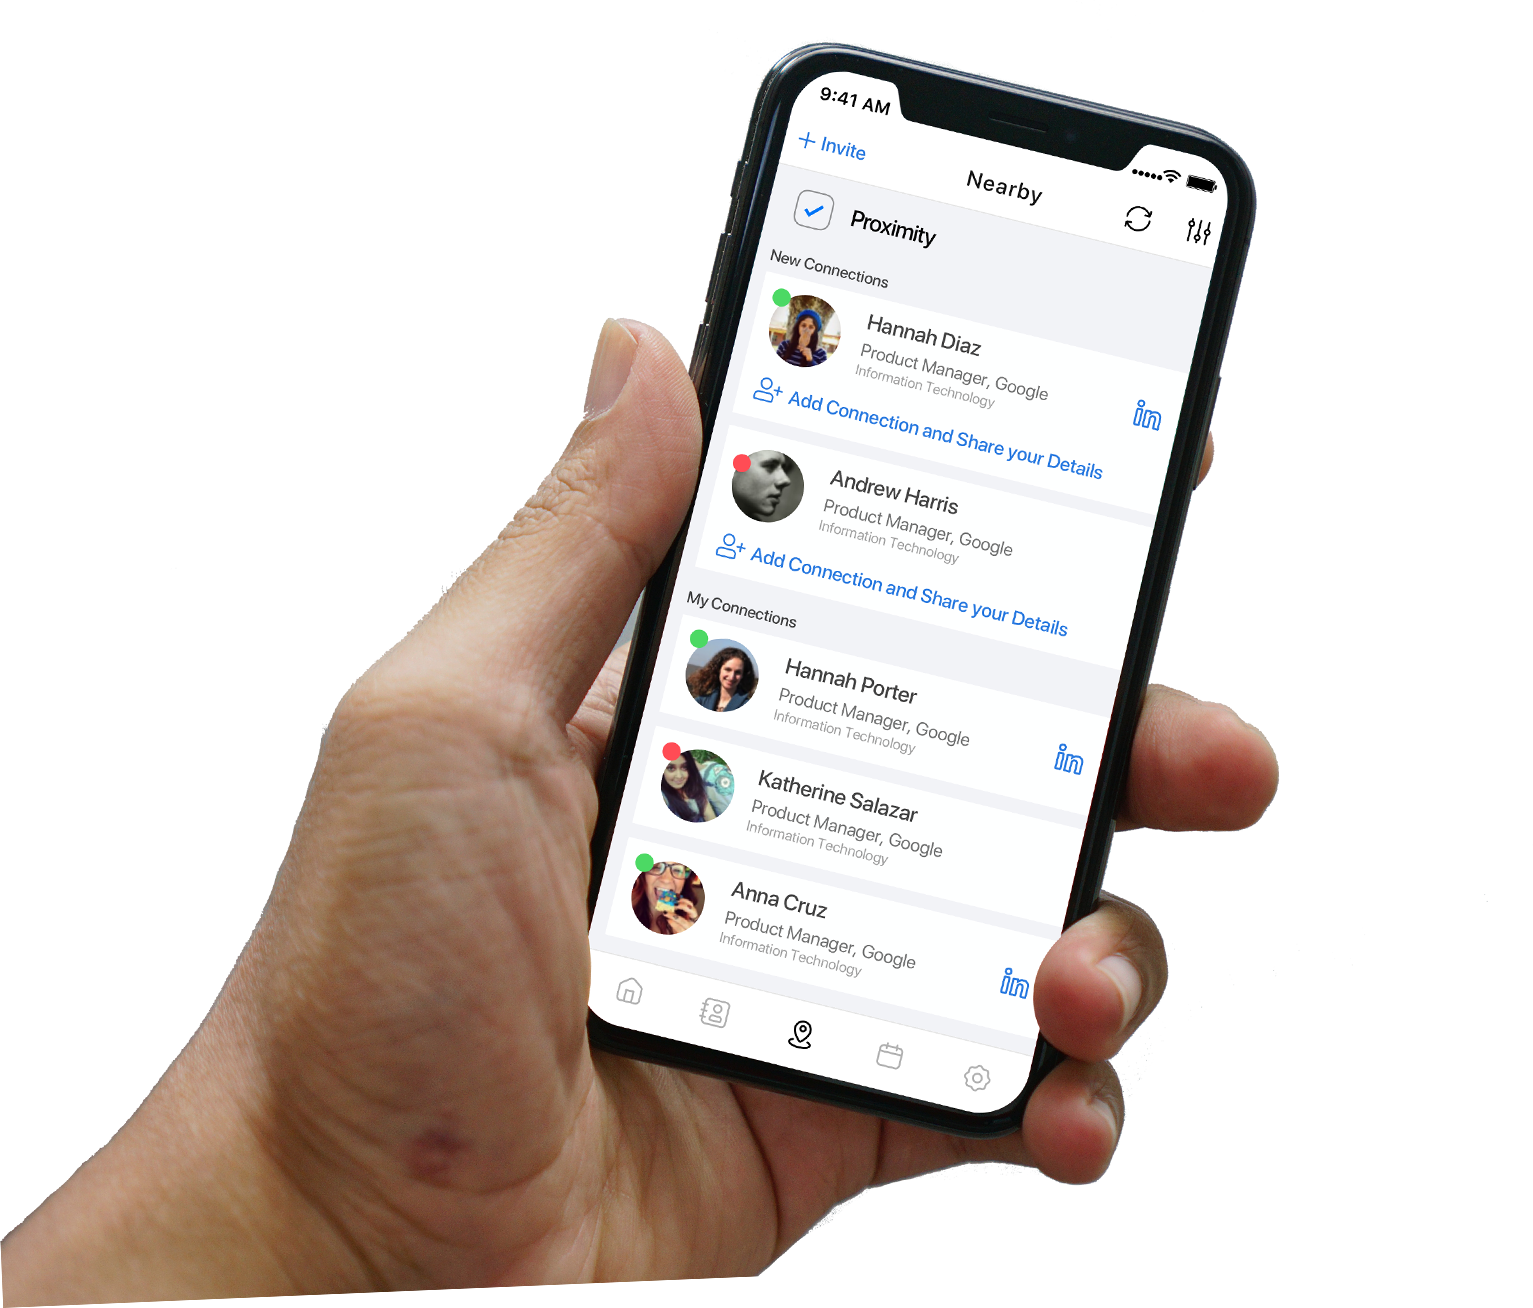 9:41 AM
+ Invite
Nearby
Proximity
New Connections
Hannah Diaz
Product Manager, Google
Information Technology
in
Add Connection and Share your Details
Andrew Harris
Product Manager, Google
Information Technology
Add Connection and Share your Details
My Connections
Hannah Porter
Product Manager, Google
Information Technology
in
Katherine Salazar
Product Manager, Google
Information Technology
Anna Cruz
Product Manager, Google
Information Technology
in